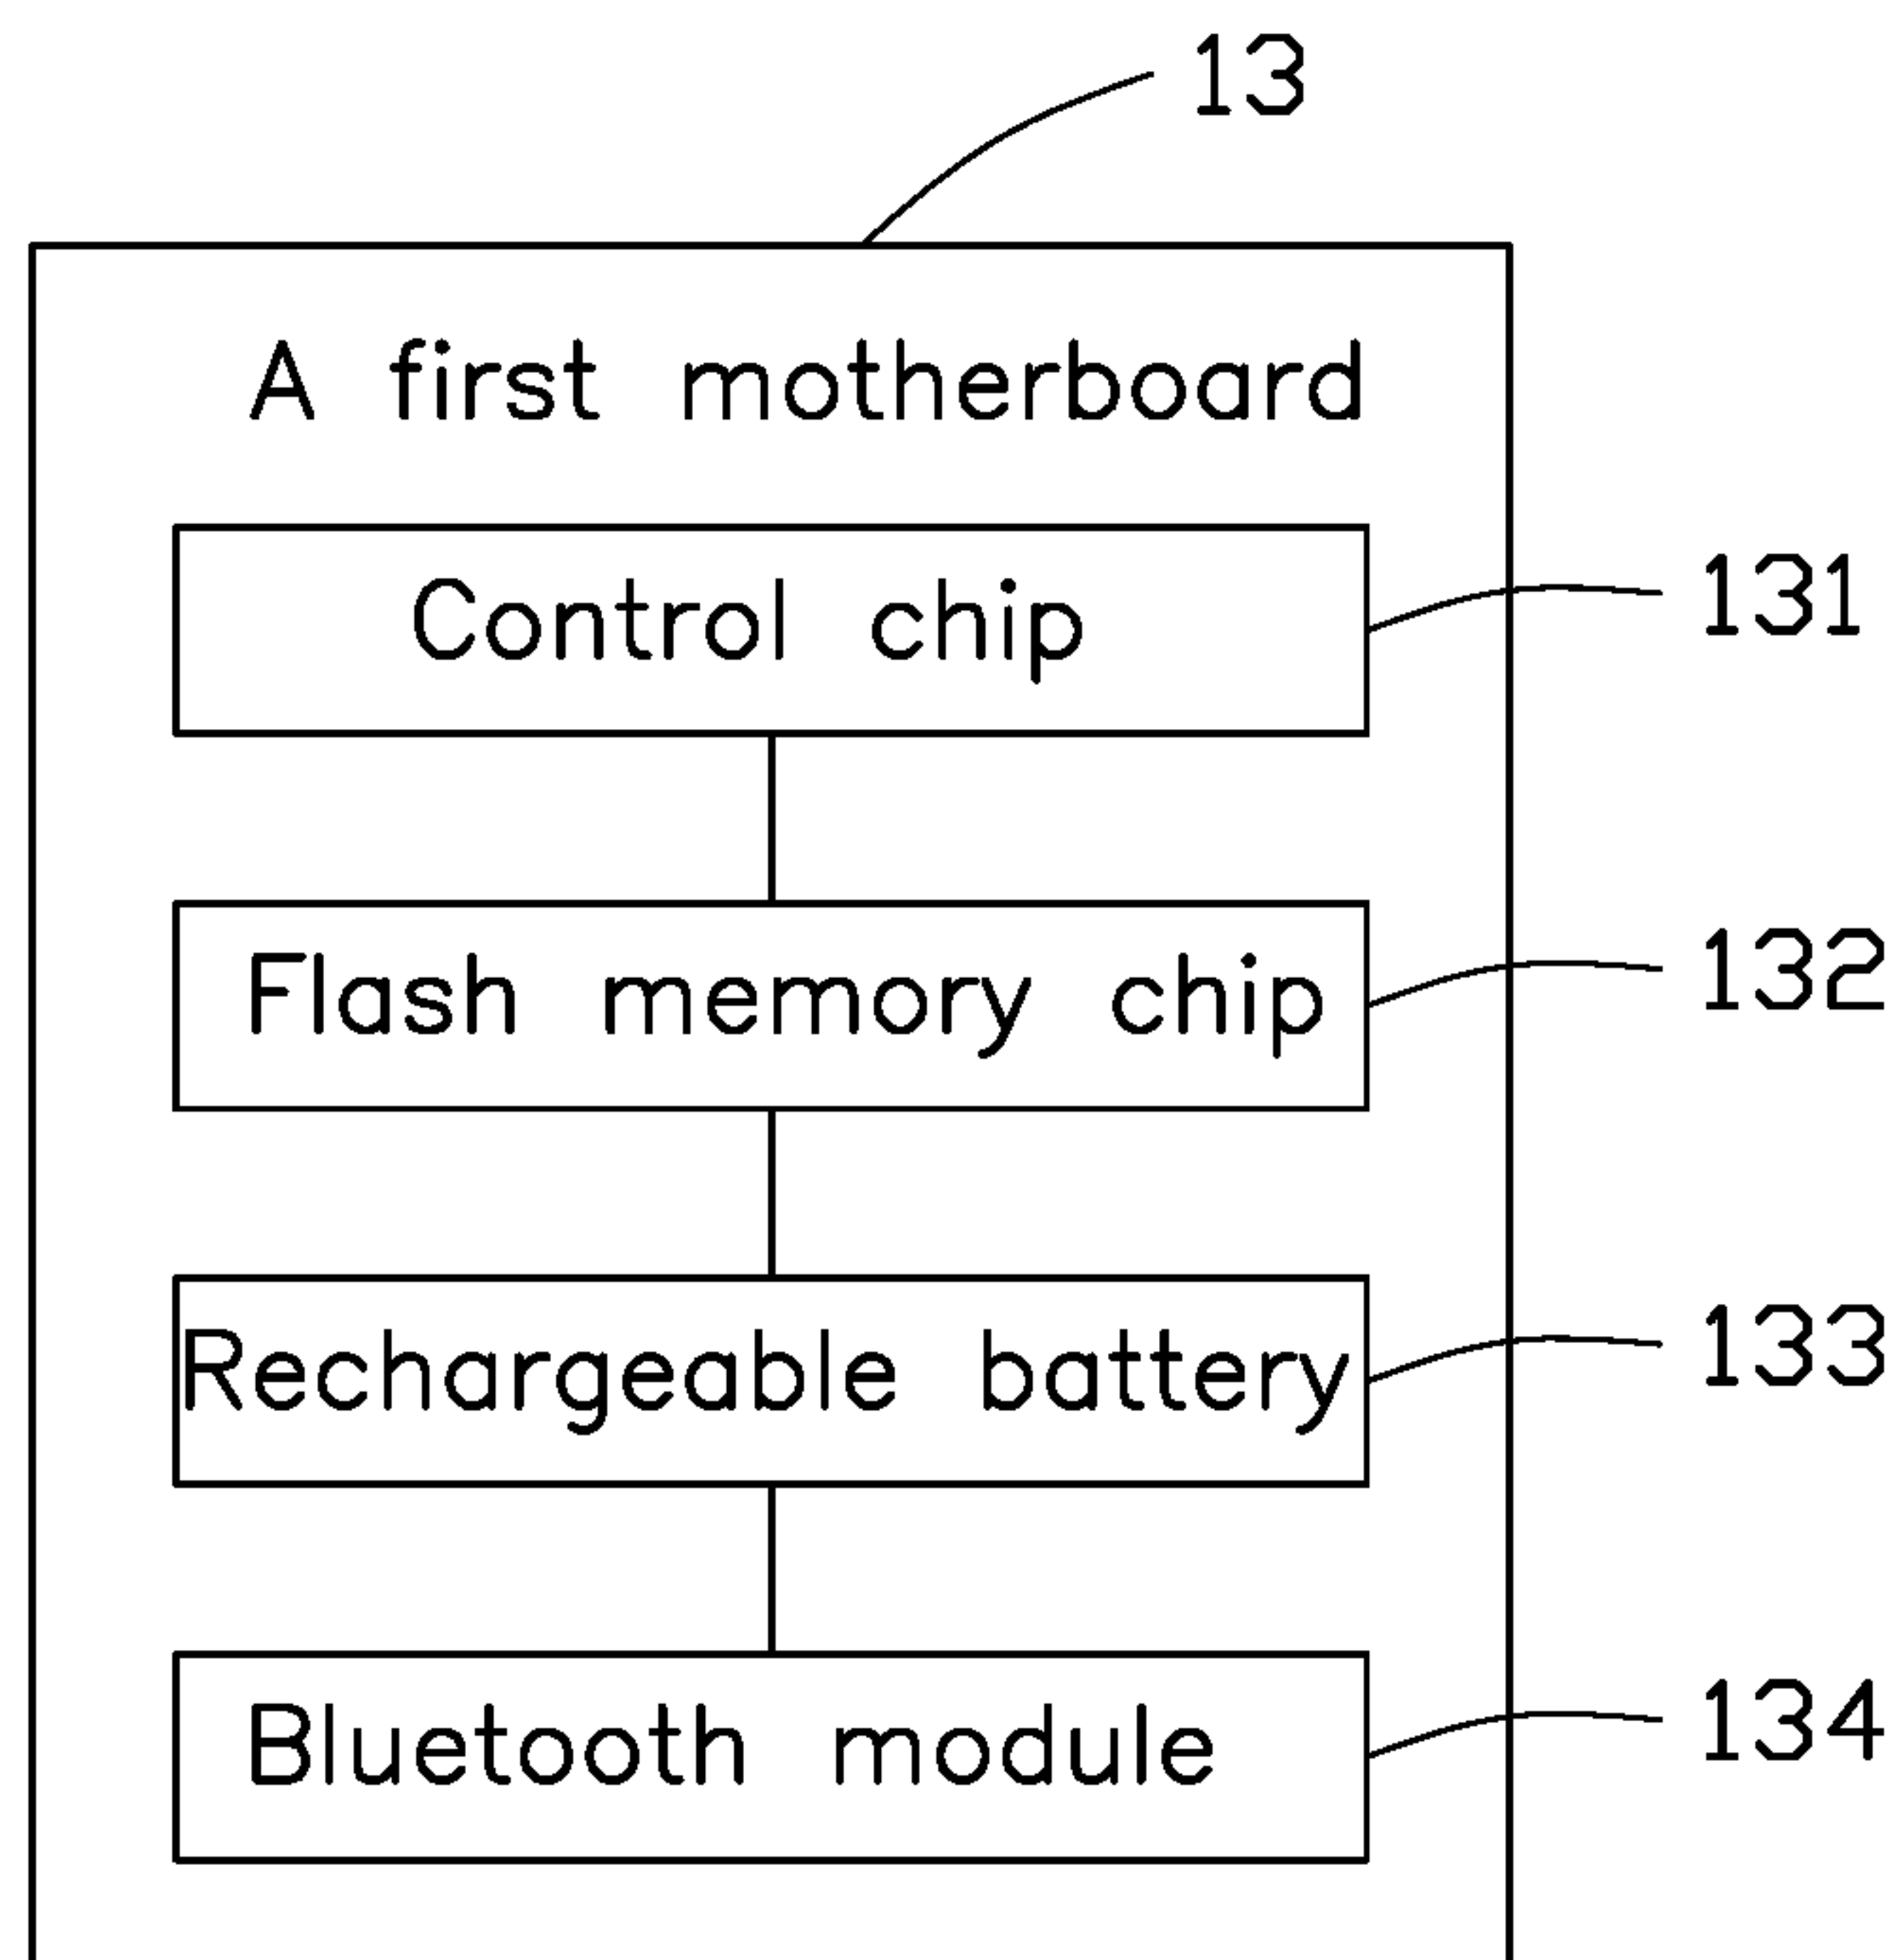 13
A first motherboard
Control chip 131
Flash memory chip 132
Rechargeable battery 133
Bluetooth module 134